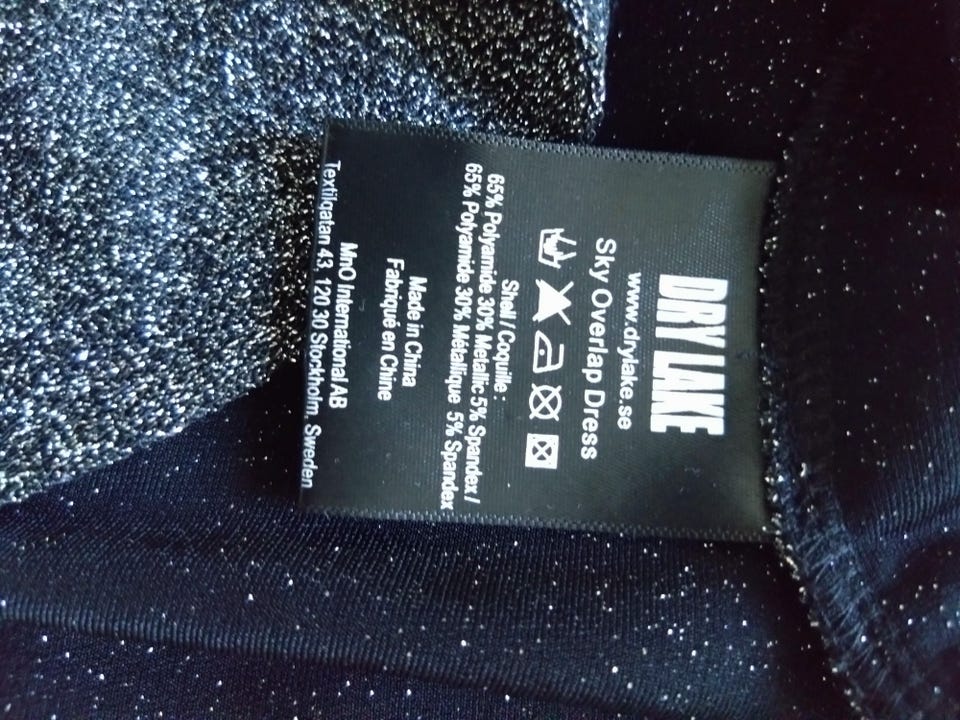 DRY LAKE
www.drylake.se
Sky Overlap Dress
Shell / Coquille :
65% Polyamide 30% Metallic 5% Spandex /
65% Polyamide 30% Métallique 5% Spandex
Made in China
Fabriqué en Chine
MnO International AB
Textilgatan 43, 120 30 Stockholm, Sweden